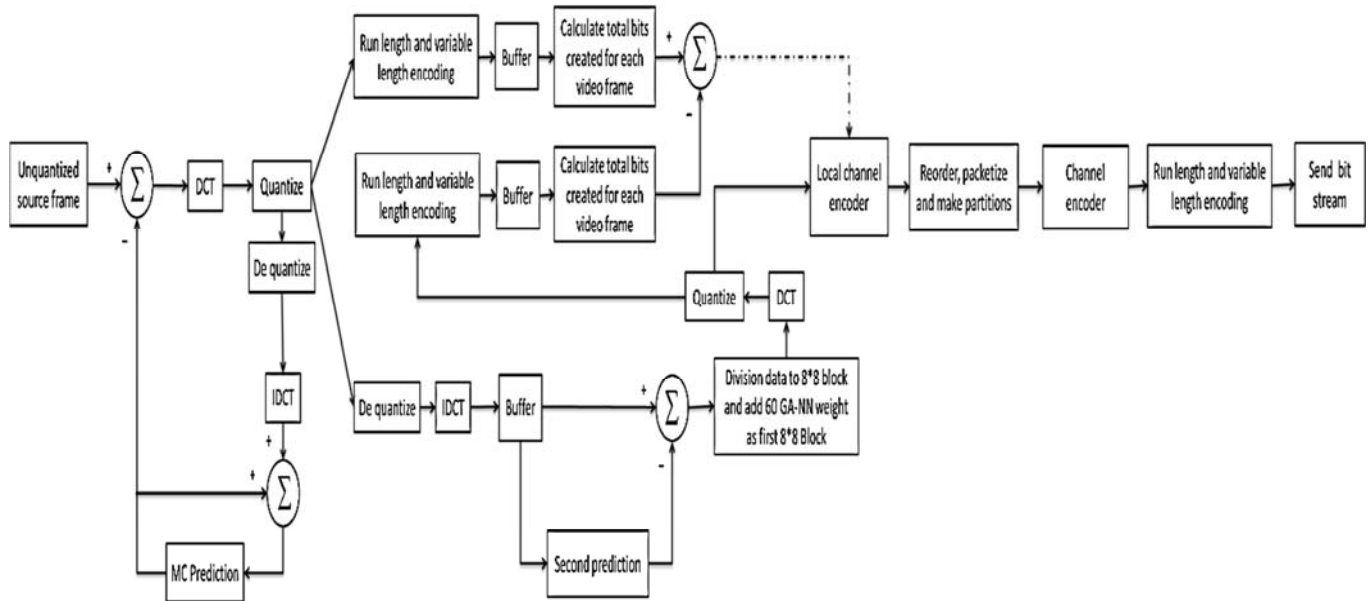 Run length and variable
length encoding
Buffer
Calculate total bits
created for each
video frame
+
Σ
-
Unquantized
source frame
+
Σ
-
DCT
Quantize
Run length and variable
length encoding
Buffer
Calculate total bits
created for each
video frame
Local channel
encoder
Reorder, packetize
and make partitions
Channel
encoder
Run length and variable
length encoding
Send bit
stream
De quantize
Quantize
DCT
IDCT
+
+
Σ
MC Prediction
De quantize
IDCT
Buffer
+
Σ
-
Division data to 8*8 block
and add 60 GA-NN weight
as first 8*8 Block
Second prediction